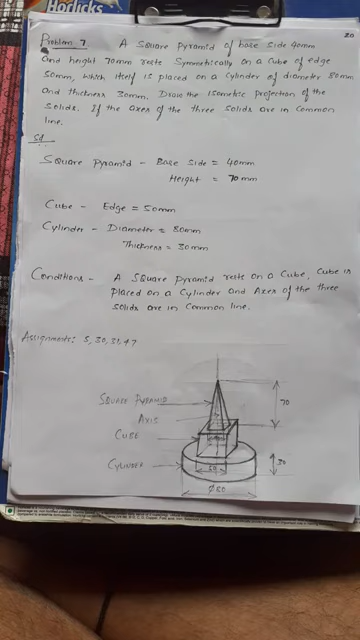 Horlicks
20
Problem 7 A square pyramid of base side 40mm
and height 70mm rests symmetrically on a cube of edge
50mm, which itself is placed on a cylinder of diameter 80mm
and thickness 30mm. Draw the isometric projection of the
solids. If the axes of the three solids are in common
line.
Sol
Square Pyramid - Base side = 40mm
Height = 70mm
Cube - Edge = 50mm
Cylinder - Diameter = 80mm
Thickness = 30mm
Conditions - A square pyramid rests on a cube, cube is
placed on a cylinder and axes of the three
solids are in common line.
Assignments: 5, 30, 31, 47
SQUARE PYRAMID
AXIS
CUBE
CYLINDER
70
30
50
Ø80